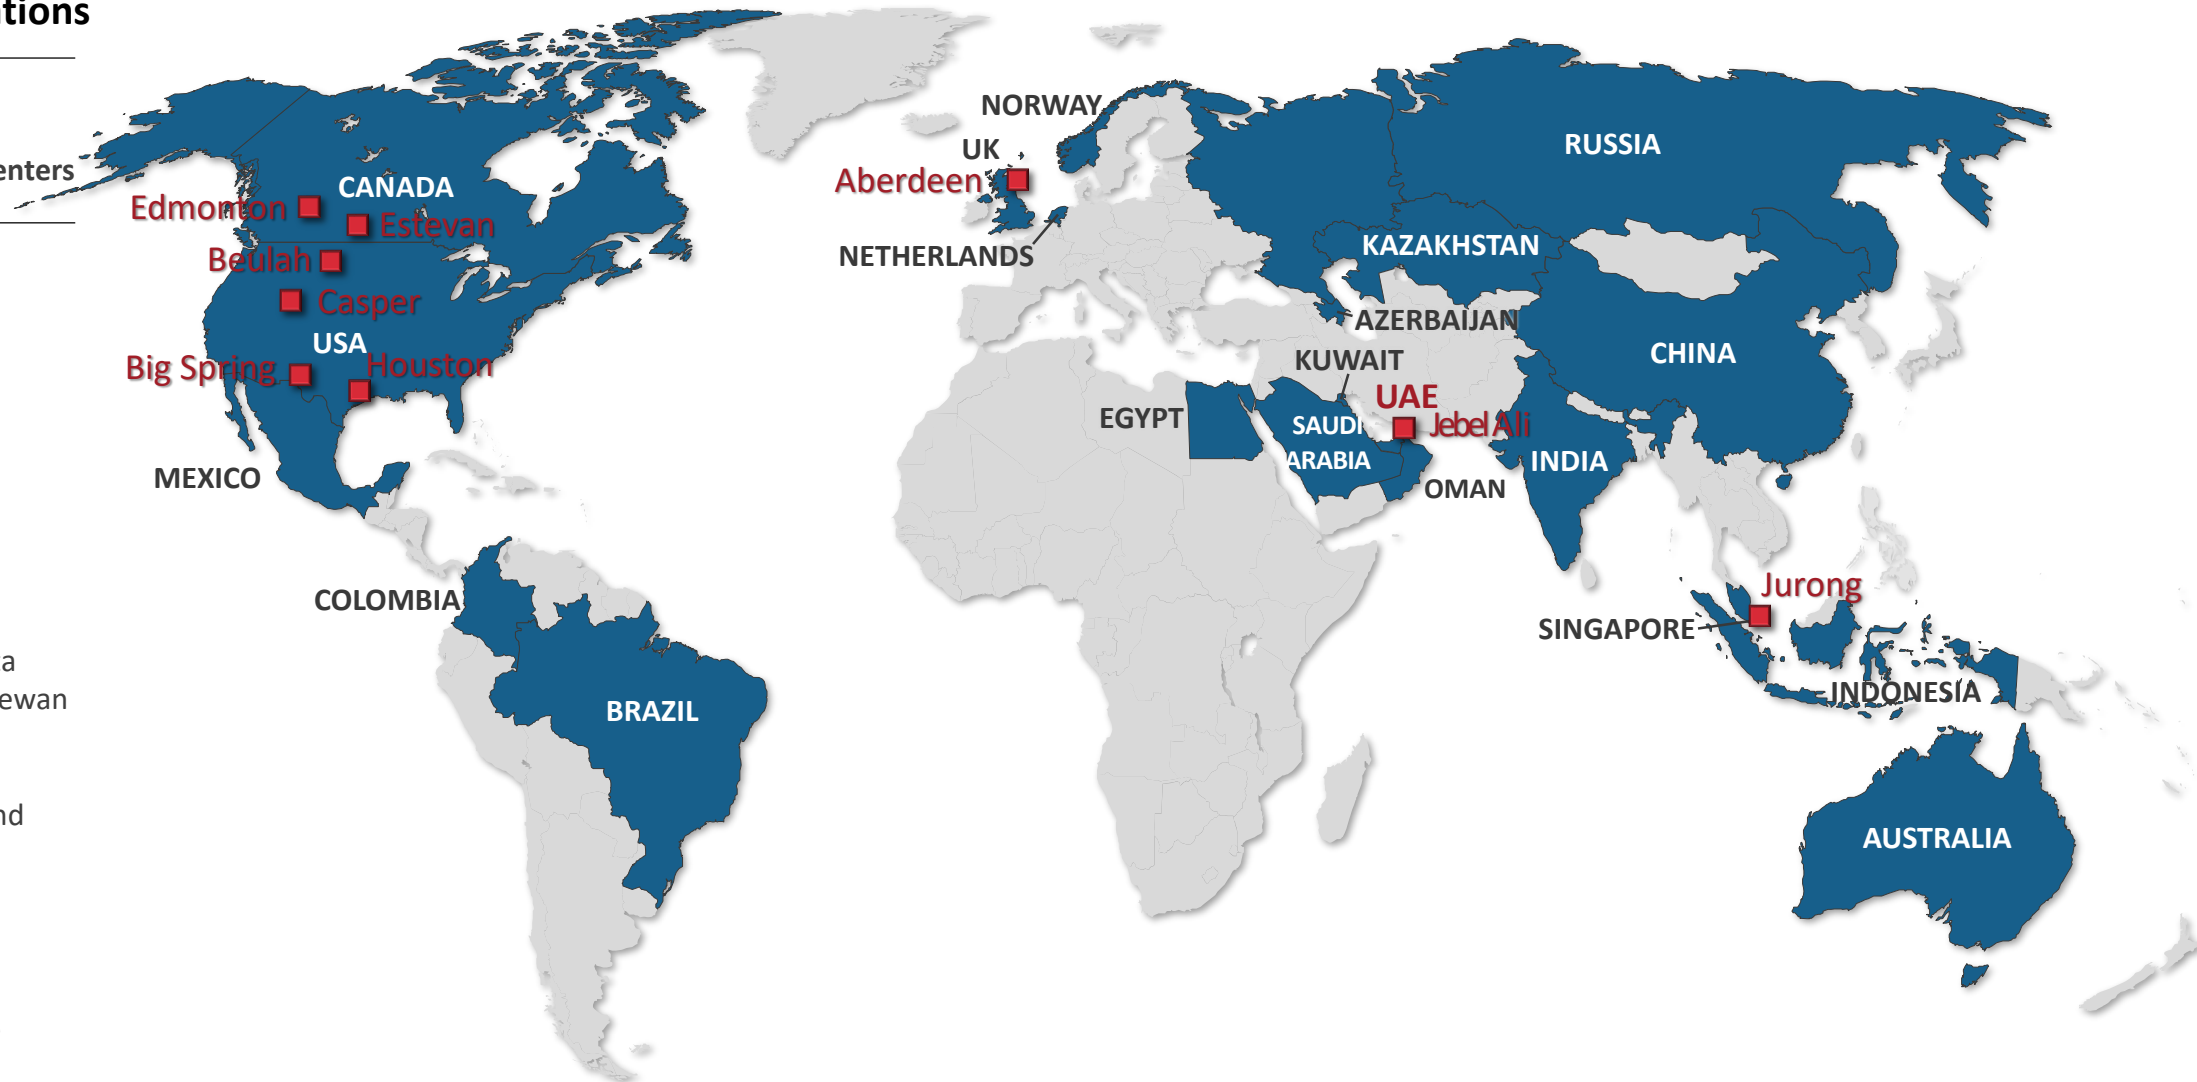 tions
enters
ta
ewan
nd
NORWAY
UK
Aberdeen
NETHERLANDS
RUSSIA
CANADA
Edmonton
Estevan
Beulah
Casper
USA
Big Spring
Houston
MEXICO
COLOMBIA
BRAZIL
KAZAKHSTAN
AZERBAIJAN
KUWAIT
UAE
Jebel Ali
EGYPT
SAUDI
ARABIA
OMAN
CHINA
INDIA
Jurong
SINGAPORE
INDONESIA
AUSTRALIA